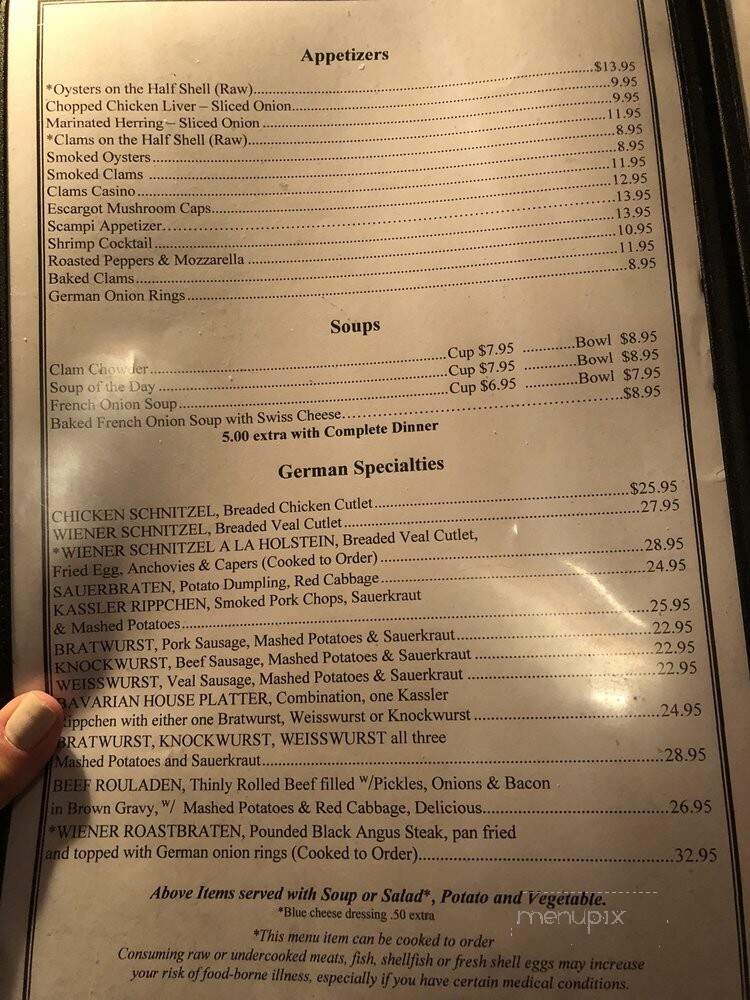 Appetizers
*Oysters on the Half Shell (Raw)..........$13.95
Chopped Chicken Liver – Sliced Onion..........9.95
Marinated Herring – Sliced Onion..........9.95
*Clams on the Half Shell (Raw)..........11.95
Smoked Oysters..........8.95
Smoked Clams..........8.95
Clams Casino..........11.95
Escargot Mushroom Caps..........12.95
Scampi Appetizer..........13.95
Shrimp Cocktail..........13.95
Roasted Peppers & Mozzarella..........10.95
Baked Clams..........11.95
German Onion Rings..........8.95
Soups
Clam Chowder..........Cup $7.95 ..........Bowl $8.95
Soup of the Day..........Cup $7.95 ..........Bowl $8.95
French Onion Soup..........Cup $6.95 ..........Bowl $7.95
Baked French Onion Soup with Swiss Cheese..........$8.95
5.00 extra with Complete Dinner
German Specialties
CHICKEN SCHNITZEL, Breaded Chicken Cutlet..........$25.95
WIENER SCHNITZEL, Breaded Veal Cutlet..........27.95
*WIENER SCHNITZEL A LA HOLSTEIN, Breaded Veal Cutlet,
Fried Egg, Anchovies & Capers (Cooked to Order)..........28.95
SAUERBRATEN, Potato Dumpling, Red Cabbage..........24.95
KASSLER RIPPCHEN, Smoked Pork Chops, Sauerkraut
& Mashed Potatoes..........25.95
BRATWURST, Pork Sausage, Mashed Potatoes & Sauerkraut..........22.95
KNOCKWURST, Beef Sausage, Mashed Potatoes & Sauerkraut..........22.95
WEISSWURST, Veal Sausage, Mashed Potatoes & Sauerkraut..........22.95
BAVARIAN HOUSE PLATTER, Combination, one Kassler
Rippchen with either one Bratwurst, Weisswurst or Knockwurst..........24.95
BRATWURST, KNOCKWURST, WEISSWURST all three
Mashed Potatoes and Sauerkraut..........28.95
BEEF ROULADEN, Thinly Rolled Beef filled w/Pickles, Onions & Bacon
in Brown Gravy, w/ Mashed Potatoes & Red Cabbage, Delicious..........26.95
*WIENER ROASTBRATEN, Pounded Black Angus Steak, pan fried
and topped with German onion rings (Cooked to Order)..........32.95
Above Items served with Soup or Salad*, Potato and Vegetable.
*Blue cheese dressing .50 extra
menupix
*This menu item can be cooked to order
Consuming raw or undercooked meats, fish, shellfish or fresh shell eggs may increase
your risk of food-borne illness, especially if you have certain medical conditions.